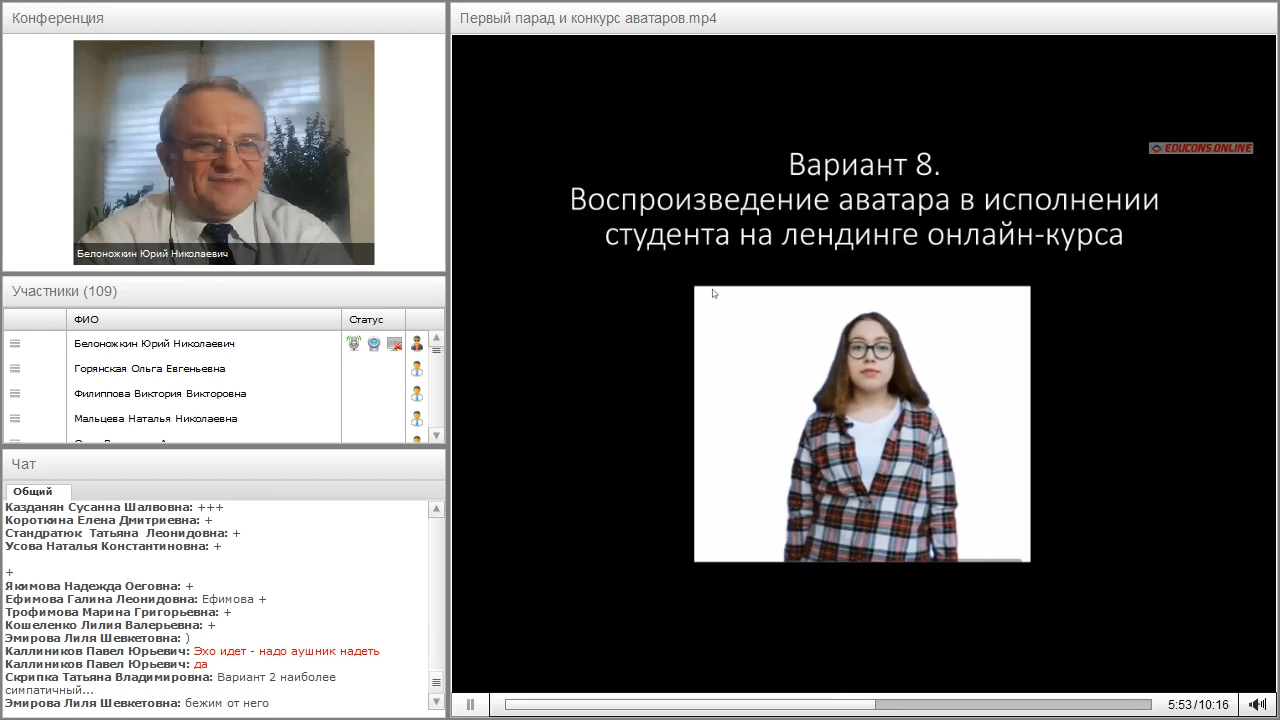 Конференция
Белоножкин Юрий Николаевич
Участники (109)
ФИО
Статус
Белоножкин Юрий Николаевич
Горянская Ольга Евгеньевна
Филиппова Виктория Викторовна
Мальцева Наталья Николаевна
Чат
Общий
Казданян Сусанна Шалвовна: +++
Короткина Елена Дмитриевна: +
Стандратюк Татьяна Леонидовна: +
Усова Наталья Константиновна: +
+
Якимова Надежда Оеговна: +
Ефимова Галина Леонидовна: Ефимова +
Трофимова Марина Григорьевна: +
Кошеленко Лилия Валерьевна: +
Эмирова Лиля Шевкетовна: )
Каллиников Павел Юрьевич: Эхо идет - надо аушник надеть
Каллиников Павел Юрьевич: да
Скрипка Татьяна Владимировна: Вариант 2 наиболее
симпатичный...
Эмирова Лиля Шевкетовна: бежим от него
Первый парад и конкурс аватаров.mp4
EDUCONS.ONLINE
Вариант 8.
Воспроизведение аватара в исполнении
студента на лендинге онлайн-курса
5:53/10:16